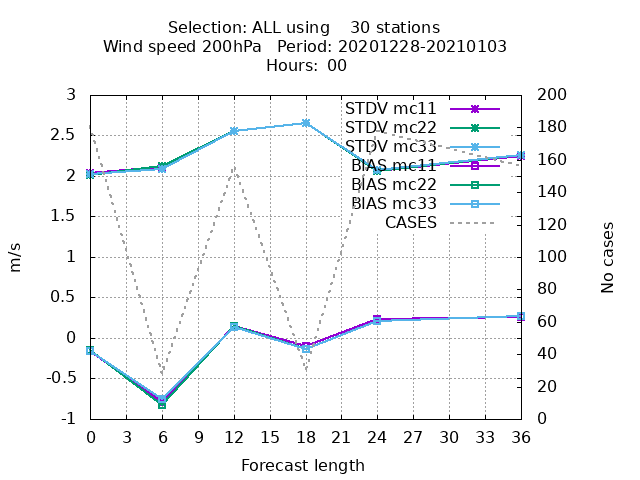 Selection: ALL using    30 stations
Wind speed 200hPa   Period: 20201228-20210103
Hours: 00
3
2.5
2
1.5
1
0.5
0
-0.5
-1
m/s
STDV mc11
STDV mc22
STDV mc33
BIAS mc11
BIAS mc22
BIAS mc33
CASES
200
180
160
140
120
100
80
60
40
20
0
No cases
0 3 6 9 12 15 18 21 24 27 30 33 36
Forecast length